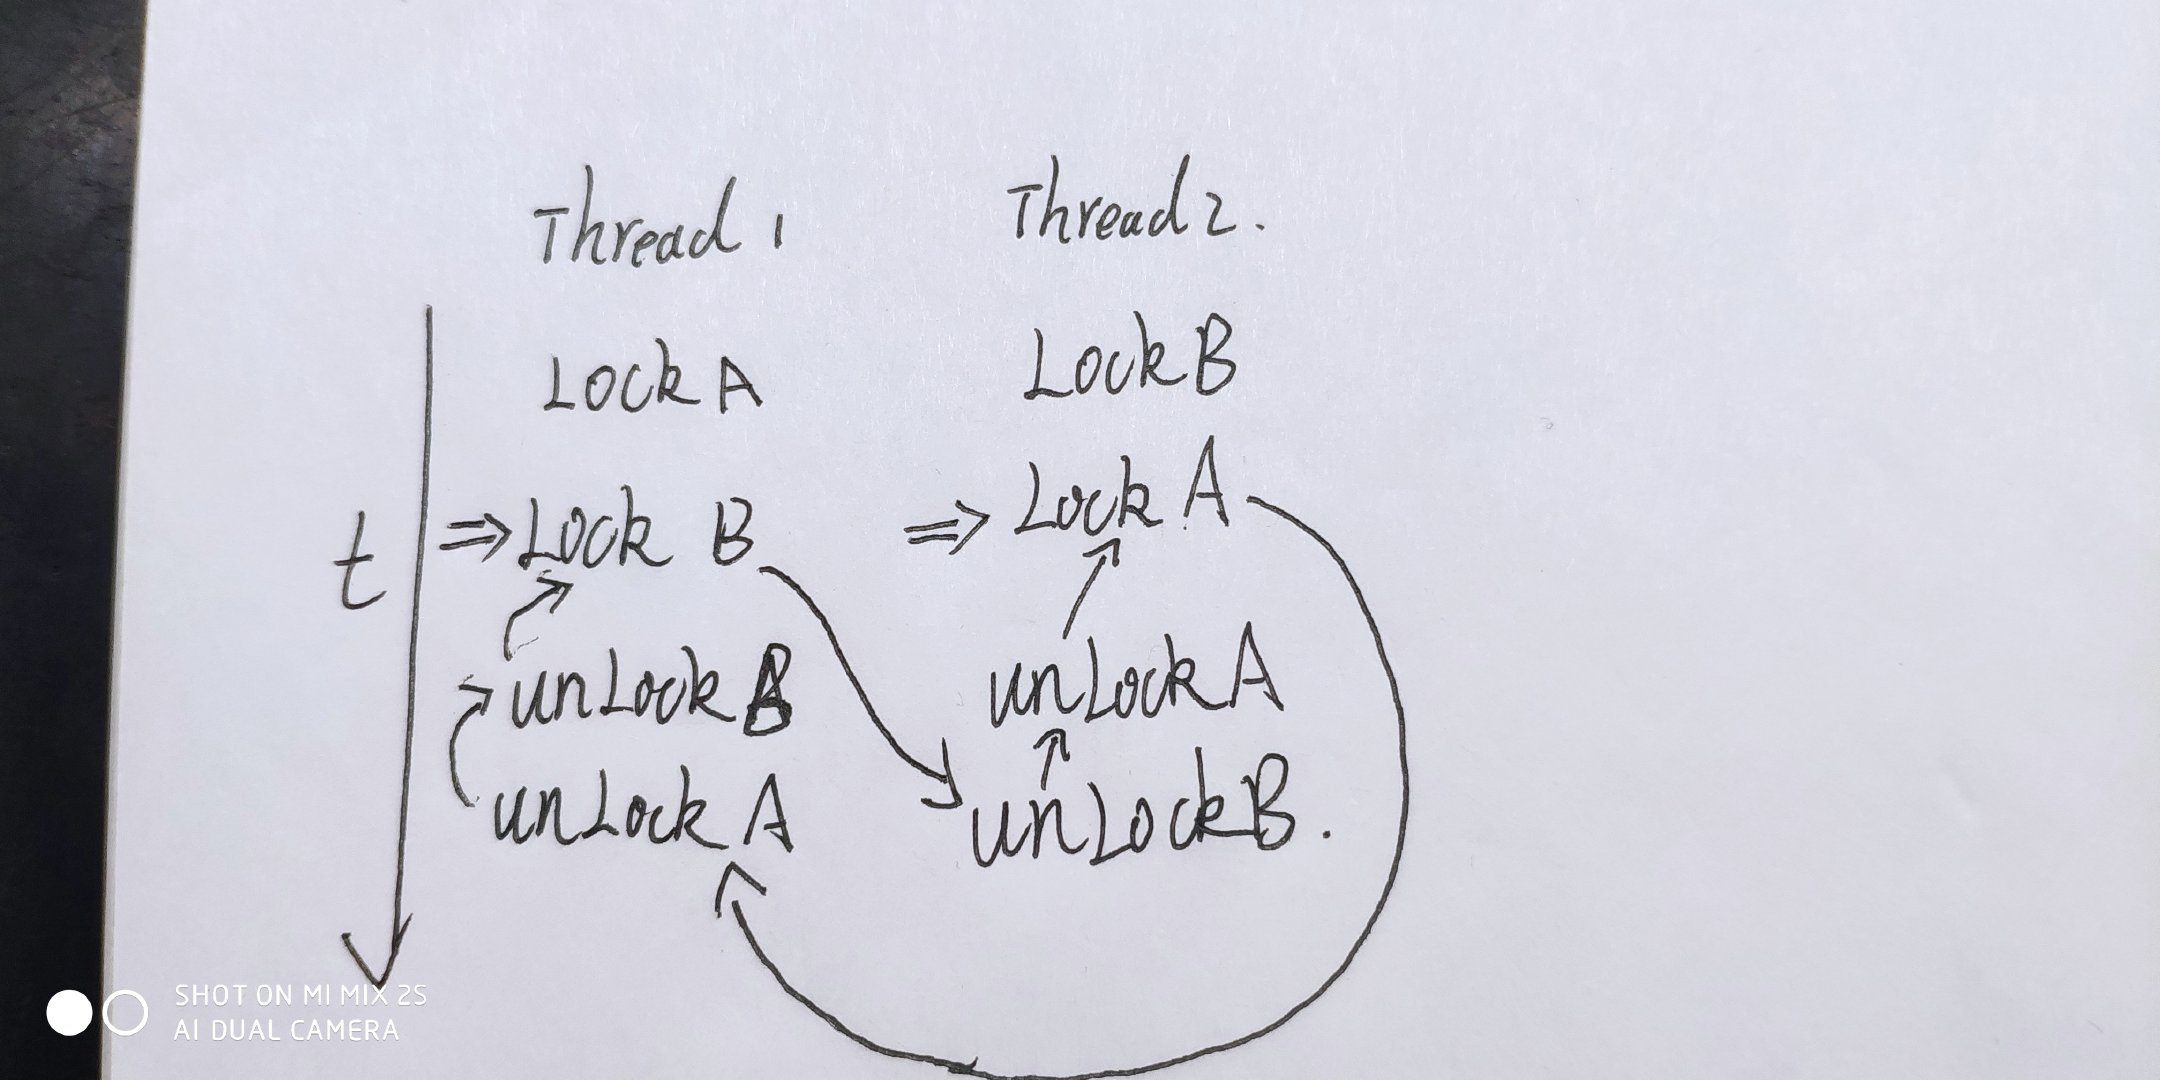 Thread 1
Thread 2.
Lock A
Lock B
t
⇒ Lock B
⇒ Lock A
unLock B
unLock A
unLock A
unLock B.
SHOT ON MI MIX 2S
AI DUAL CAMERA